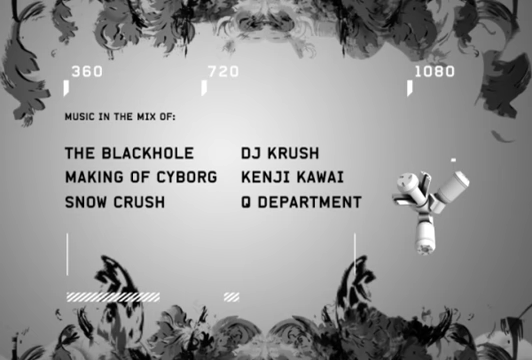 360 720 1080
MUSIC IN THE MIX OF:
THE BLACKHOLE DJ KRUSH
MAKING OF CYBORG KENJI KAWAI
SNOW CRUSH Q DEPARTMENT